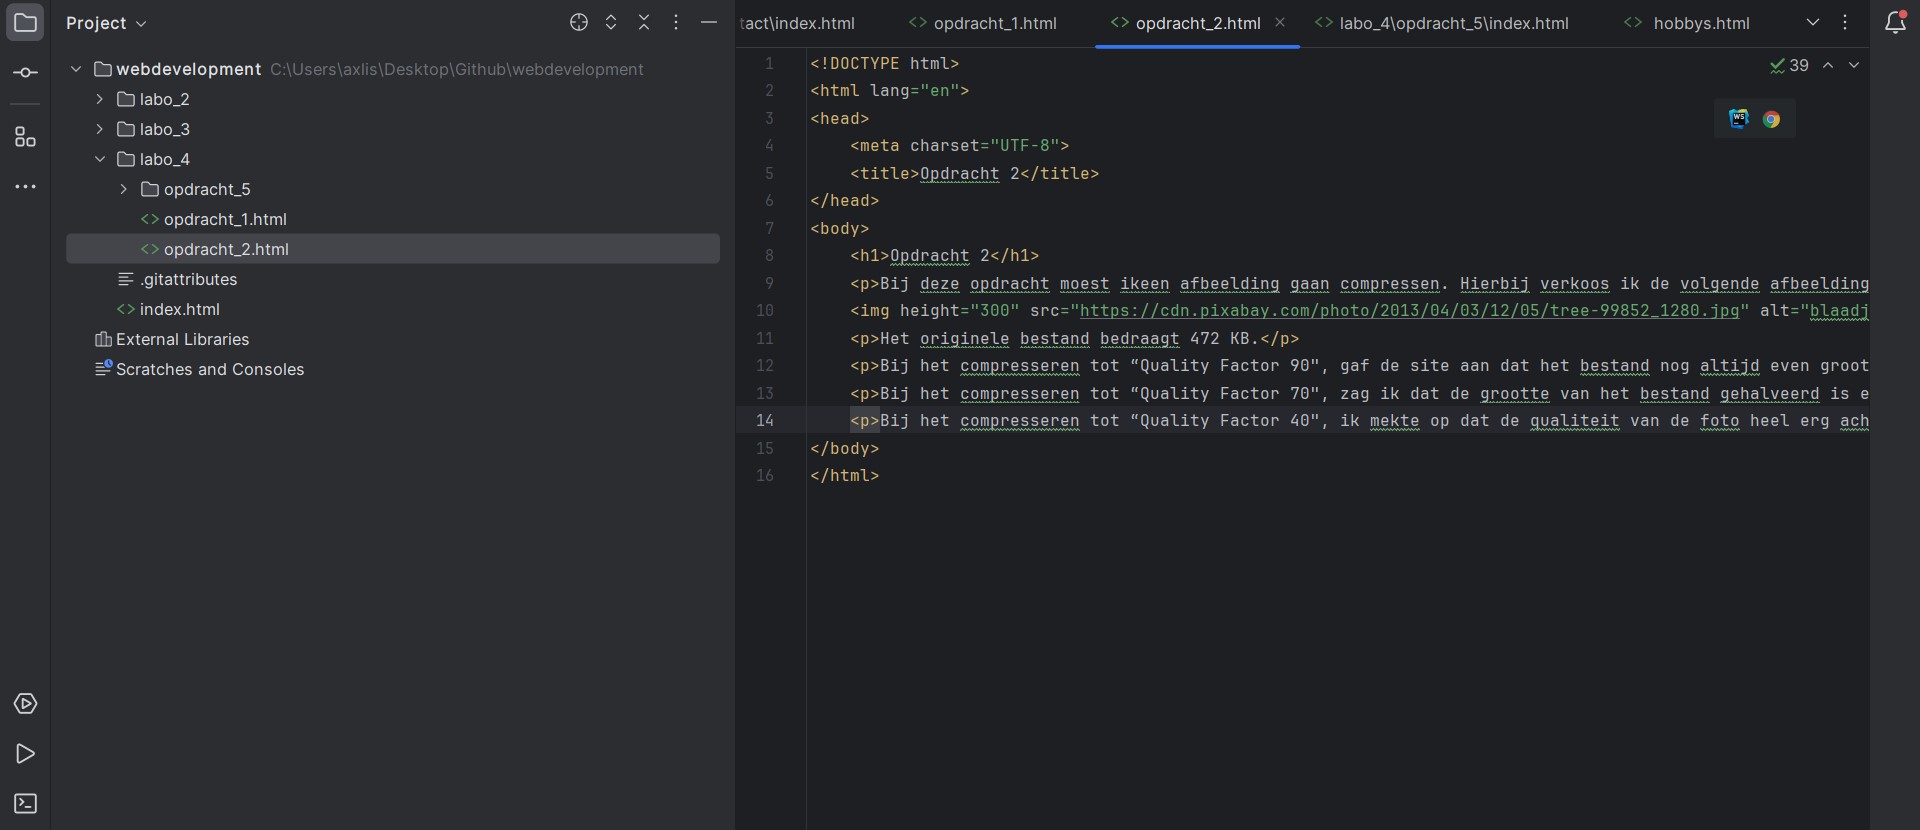 Project
webdevelopment C:\Users\axlis\Desktop\Github\webdevelopment
labo_2
labo_3
labo_4
opdracht_5
opdracht_1.html
opdracht_2.html
.gitattributes
index.html
External Libraries
Scratches and Consoles
tact\index.html opdracht_1.html opdracht_2.html labo_4\opdracht_5\index.html hobbys.html
39
WS
1 <!DOCTYPE html>
2 <html lang="en">
3 <head>
4 <meta charset="UTF-8">
5 <title>Opdracht 2</title>
6 </head>
7 <body>
8 <h1>Opdracht 2</h1>
9 <p>Bij deze opdracht moest ikeen afbeelding gaan compressen. Hierbij verkoos ik de volgende afbeelding
10 <img height="300" src="https://cdn.pixabay.com/photo/2013/04/03/12/05/tree-99852_1280.jpg" alt="blaadj
11 <p>Het originele bestand bedraagt 472 KB.</p>
12 <p>Bij het compresseren tot “Quality Factor 90", gaf de site aan dat het bestand nog altijd even groot
13 <p>Bij het compresseren tot “Quality Factor 70", zag ik dat de grootte van het bestand gehalveerd is e
14 <p>Bij het compresseren tot “Quality Factor 40", ik mekte op dat de qualiteit van de foto heel erg ach
15 </body>
16 </html>